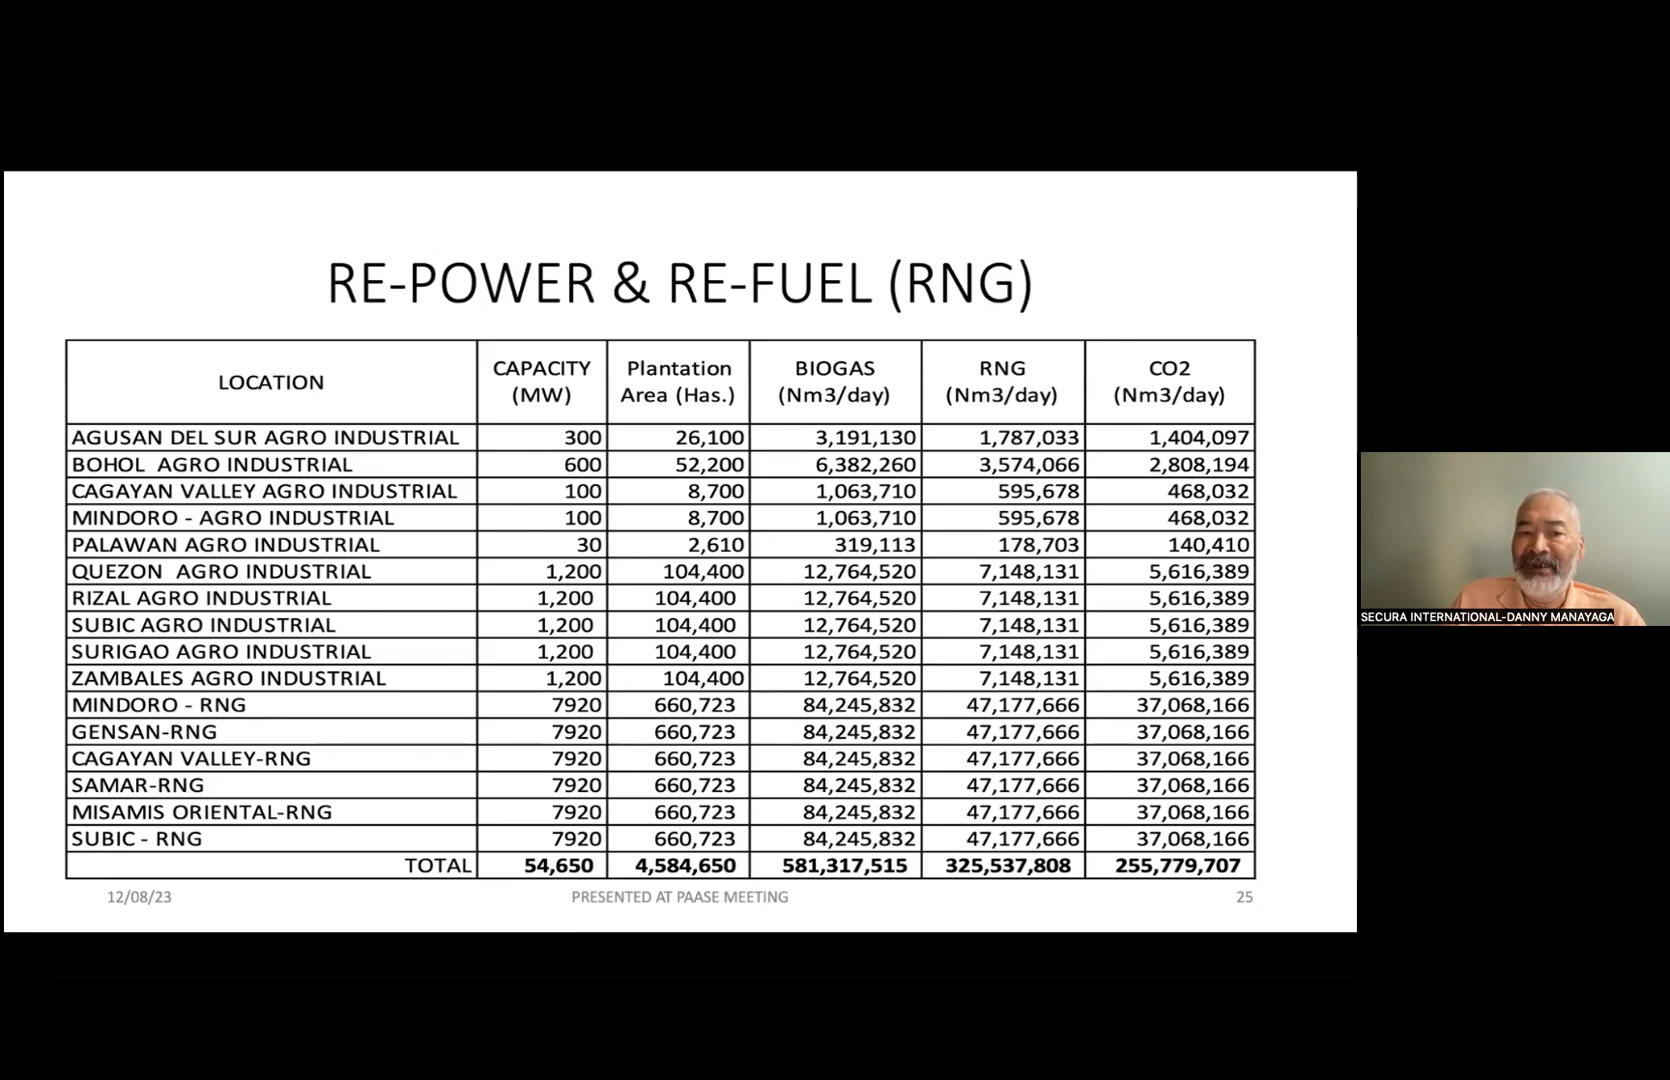 RE-POWER & RE-FUEL (RNG)
LOCATION CAPACITY (MW) Plantation Area (Has.) BIOGAS (Nm3/day) RNG (Nm3/day) CO2 (Nm3/day)
AGUSAN DEL SUR AGRO INDUSTRIAL 300 26,100 3,191,130 1,787,033 1,404,097
BOHOL AGRO INDUSTRIAL 600 52,200 6,382,260 3,574,066 2,808,194
CAGAYAN VALLEY AGRO INDUSTRIAL 100 8,700 1,063,710 595,678 468,032
MINDORO - AGRO INDUSTRIAL 100 8,700 1,063,710 595,678 468,032
PALAWAN AGRO INDUSTRIAL 30 2,610 319,113 178,703 140,410
QUEZON AGRO INDUSTRIAL 1,200 104,400 12,764,520 7,148,131 5,616,389
RIZAL AGRO INDUSTRIAL 1,200 104,400 12,764,520 7,148,131 5,616,389
SUBIC AGRO INDUSTRIAL 1,200 104,400 12,764,520 7,148,131 5,616,389
SURIGAO AGRO INDUSTRIAL 1,200 104,400 12,764,520 7,148,131 5,616,389
ZAMBALES AGRO INDUSTRIAL 1,200 104,400 12,764,520 7,148,131 5,616,389
MINDORO - RNG 7920 660,723 84,245,832 47,177,666 37,068,166
GENSAN-RNG 7920 660,723 84,245,832 47,177,666 37,068,166
CAGAYAN VALLEY-RNG 7920 660,723 84,245,832 47,177,666 37,068,166
SAMAR-RNG 7920 660,723 84,245,832 47,177,666 37,068,166
MISAMIS ORIENTAL-RNG 7920 660,723 84,245,832 47,177,666 37,068,166
SUBIC - RNG 7920 660,723 84,245,832 47,177,666 37,068,166
TOTAL 54,650 4,584,650 581,317,515 325,537,808 255,779,707
12/08/23 PRESENTED AT PAASE MEETING 25
SECURA INTERNATIONAL-DANNY MANAYAGA